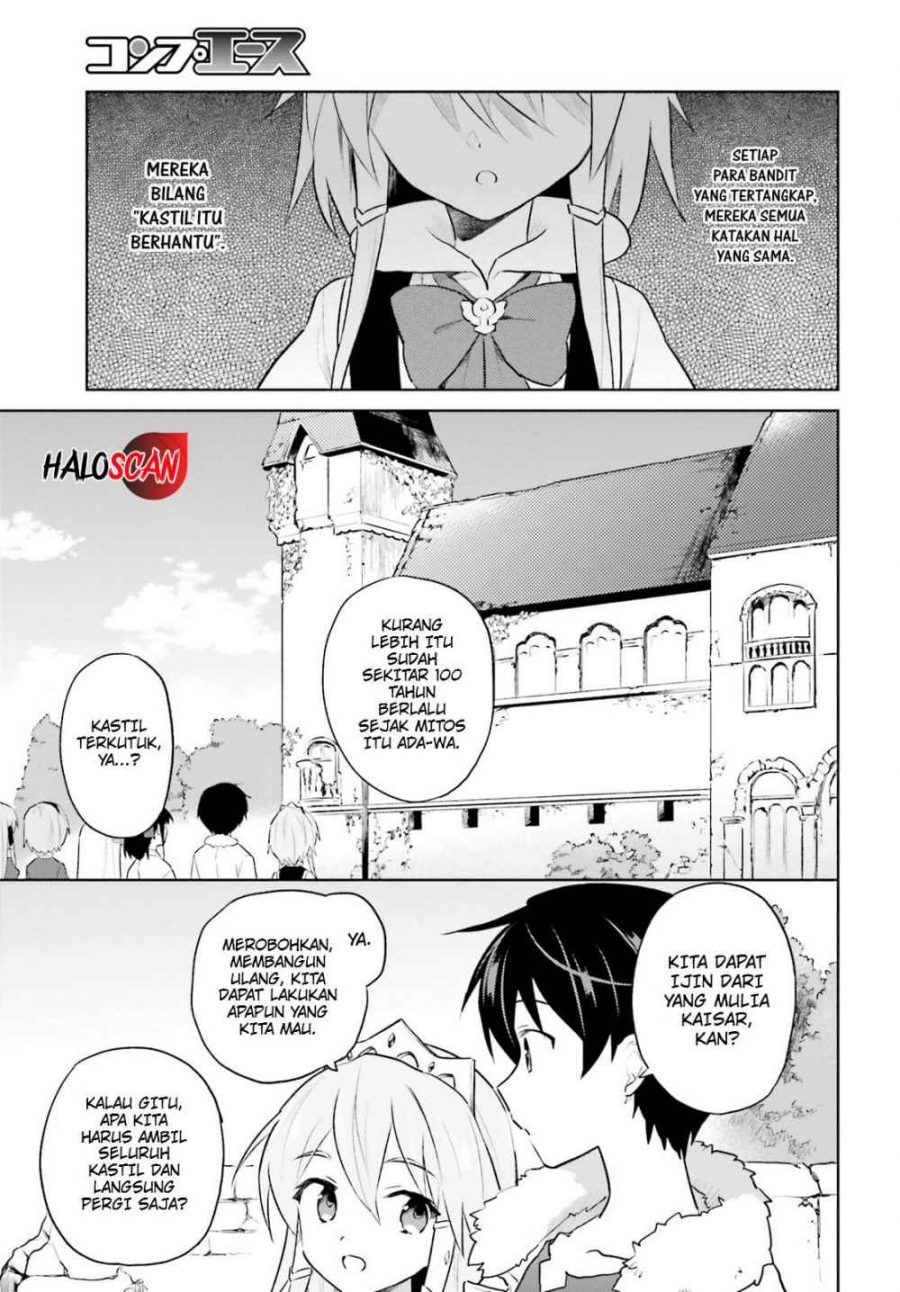 コンプ・エース
SETIAP
PARA BANDIT
YANG TERTANGKAP,
MEREKA SEMUA
KATAKAN HAL
YANG SAMA.
MEREKA
BILANG
"KASTIL ITU
BERHANTU".
HALOSCAN
KURANG
LEBIH ITU
SUDAH
SEKITAR 100
TAHUN
BERLALU
SEJAK MITOS
ITU ADA-WA.
KASTIL
TERKUTUK,
YA...?
KITA DAPAT
IJIN DARI
YANG MULIA
KAISAR,
KAN?
YA.
MEROBOHKAN,
MEMBANGUN
ULANG, KITA
DAPAT LAKUKAN
APAPUN YANG
KITA MAU.
KALAU GITU,
APA KITA
HARUS AMBIL
SELURUH
KASTIL DAN
LANGSUNG
PERGI SAJA?